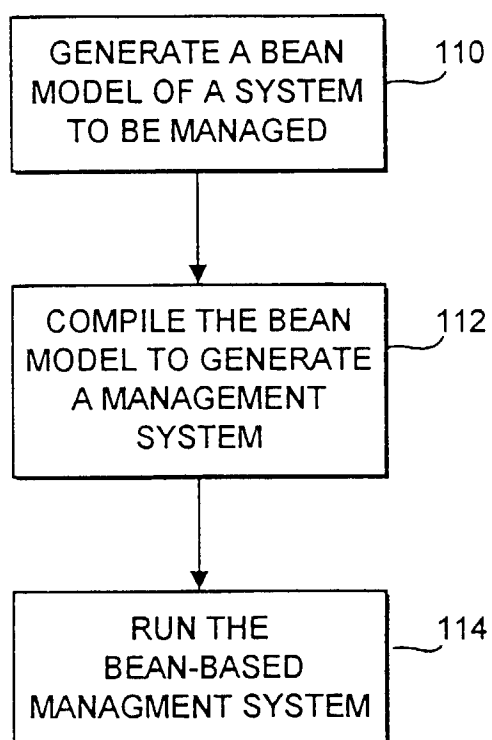 GENERATE A BEAN
MODEL OF A SYSTEM
TO BE MANAGED
110
COMPILE THE BEAN
MODEL TO GENERATE
A MANAGEMENT
SYSTEM
112
RUN THE
BEAN-BASED
MANAGMENT SYSTEM
114